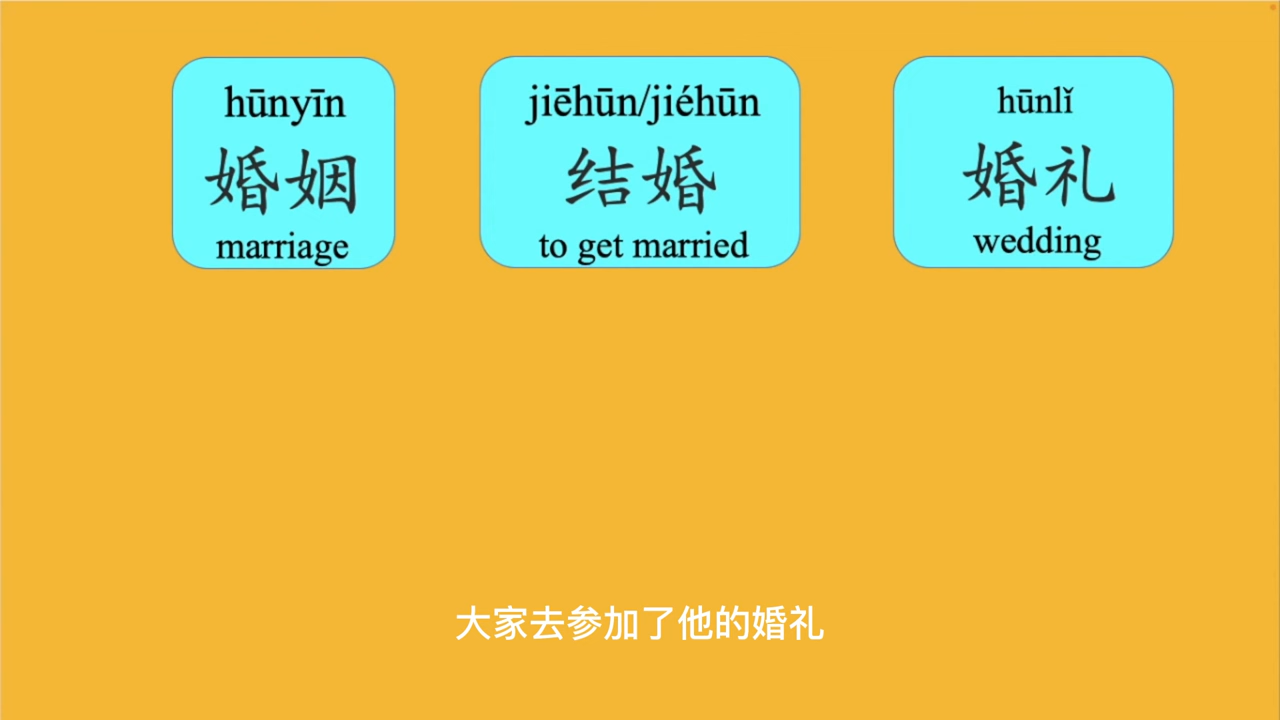 hūnyīn
婚姻
marriage
jiēhūn/jiéhūn
结婚
to get married
hūnlǐ
婚礼
wedding
大家去参加了他的婚礼